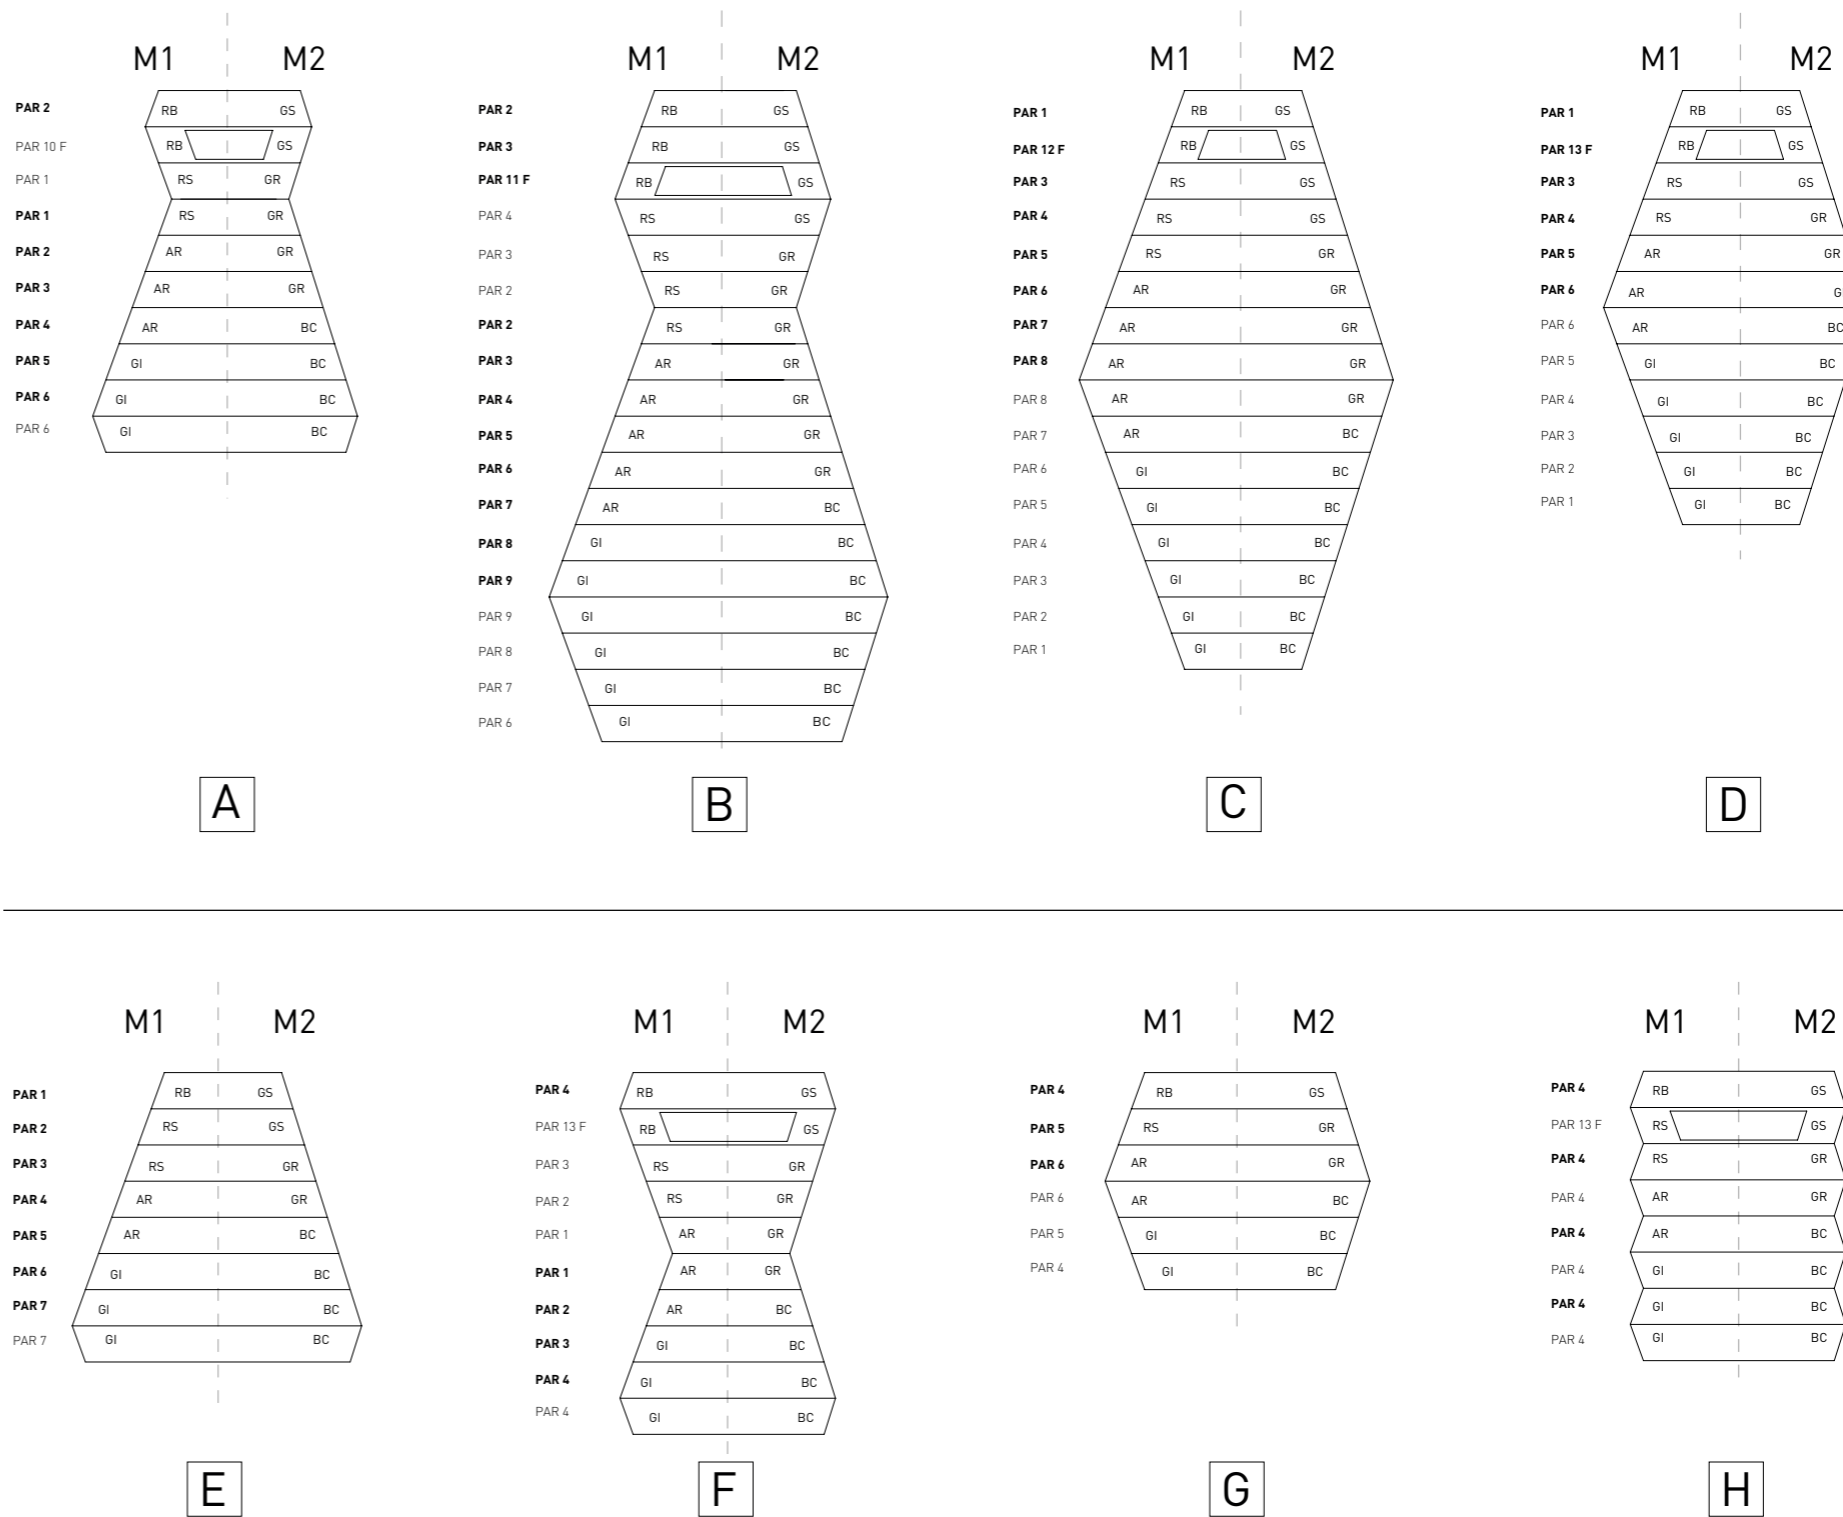 M1 M2
PAR 2 RB GS
PAR 10 F RB GS
PAR 1 RS GR
PAR 1 RS GR
PAR 2 AR GR
PAR 3 AR GR
PAR 4 AR BC
PAR 5 GI BC
PAR 6 GI BC
PAR 6 GI BC
A
M1 M2
PAR 2 RB GS
PAR 3 RB GS
PAR 11 F RB GS
PAR 4 RS GS
PAR 3 RS GR
PAR 2 RS GR
PAR 2 RS GR
PAR 3 AR GR
PAR 4 AR GR
PAR 5 AR GR
PAR 6 AR GR
PAR 7 AR BC
PAR 8 GI BC
PAR 9 GI BC
PAR 9 GI BC
PAR 8 GI BC
PAR 7 GI BC
PAR 6 GI BC
B
M1 M2
PAR 1 RB GS
PAR 12 F RB GS
PAR 3 RS GS
PAR 4 RS GS
PAR 5 RS GR
PAR 6 AR GR
PAR 7 AR GR
PAR 8 AR GR
PAR 8 AR GR
PAR 7 AR BC
PAR 6 GI BC
PAR 5 GI BC
PAR 4 GI BC
PAR 3 GI BC
PAR 2 GI BC
PAR 1 GI BC
C
M1 M2
PAR 1 RB GS
PAR 13 F RB GS
PAR 3 RS GS
PAR 4 RS GR
PAR 5 AR GR
PAR 6 AR G
PAR 6 AR BC
PAR 5 GI BC
PAR 4 GI BC
PAR 3 GI BC
PAR 2 GI BC
PAR 1 GI BC
D
M1 M2
PAR 1 RB GS
PAR 2 RS GS
PAR 3 RS GR
PAR 4 AR GR
PAR 5 AR BC
PAR 6 GI BC
PAR 7 GI BC
PAR 7 GI BC
E
M1 M2
PAR 4 RB GS
PAR 13 F RB GS
PAR 3 RS GR
PAR 2 RS GR
PAR 1 AR GR
PAR 1 AR GR
PAR 2 AR BC
PAR 3 GI BC
PAR 4 GI BC
PAR 4 GI BC
F
M1 M2
PAR 4 RB GS
PAR 5 RS GR
PAR 6 AR GR
PAR 6 AR BC
PAR 5 GI BC
PAR 4 GI BC
G
M1 M2
PAR 4 RB GS
PAR 13 F RS GS
PAR 4 RS GR
PAR 4 AR GR
PAR 4 AR BC
PAR 4 GI BC
PAR 4 GI BC
PAR 4 GI BC
H